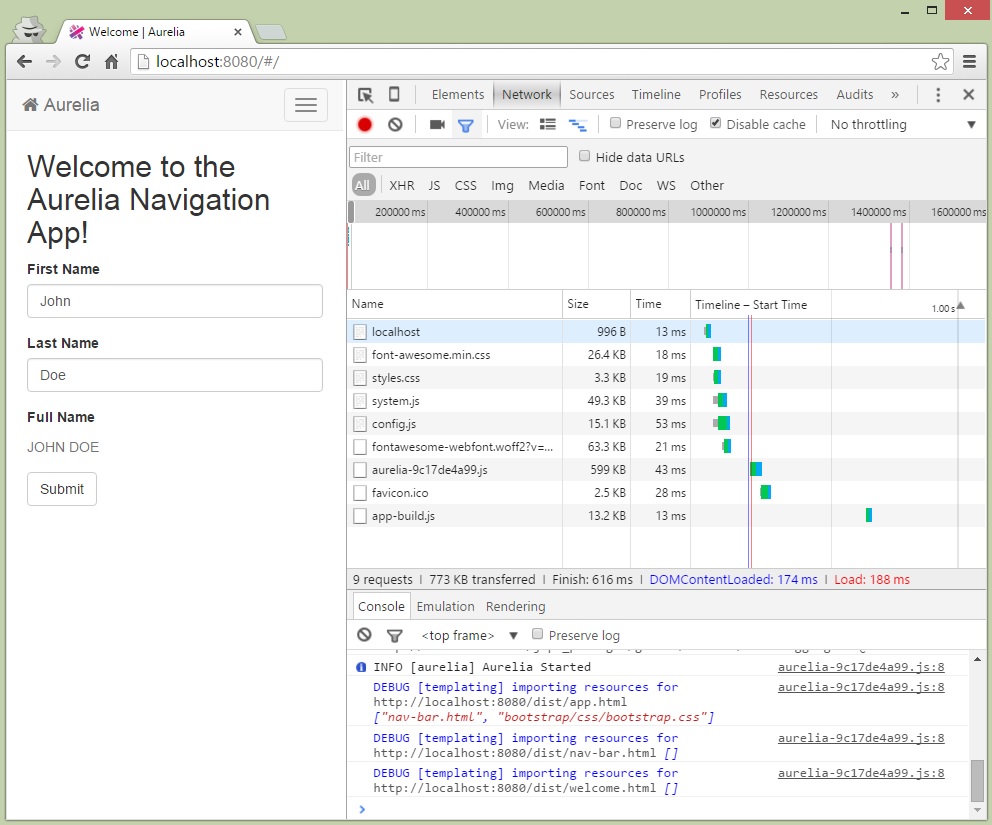 Welcome | Aurelia
localhost:8080/#/
Aurelia
Welcome to the
Aurelia Navigation
App!
First Name
John
Last Name
Doe
Full Name
JOHN DOE
Submit
Elements Network Sources Timeline Profiles Resources Audits »
View: Preserve log Disable cache No throttling
Filter Hide data URLs
All XHR JS CSS Img Media Font Doc WS Other
200000 ms 400000 ms 600000 ms 800000 ms 1000000 ms 1200000 ms 1400000 ms 1600000 ms
Name Size Time Timeline – Start Time 1.00 s
localhost 996 B 13 ms
font-awesome.min.css 26.4 KB 18 ms
styles.css 3.3 KB 19 ms
system.js 49.3 KB 39 ms
config.js 15.1 KB 53 ms
fontawesome-webfont.woff2?v=... 63.3 KB 21 ms
aurelia-9c17de4a99.js 599 KB 43 ms
favicon.ico 2.5 KB 28 ms
app-build.js 13.2 KB 13 ms
9 requests | 773 KB transferred | Finish: 616 ms | DOMContentLoaded: 174 ms | Load: 188 ms
Console Emulation Rendering
<top frame> Preserve log
INFO [aurelia] Aurelia Started aurelia-9c17de4a99.js:8
DEBUG [templating] importing resources for aurelia-9c17de4a99.js:8
http://localhost:8080/dist/app.html
["nav-bar.html", "bootstrap/css/bootstrap.css"]
DEBUG [templating] importing resources for aurelia-9c17de4a99.js:8
http://localhost:8080/dist/nav-bar.html []
DEBUG [templating] importing resources for aurelia-9c17de4a99.js:8
http://localhost:8080/dist/welcome.html []